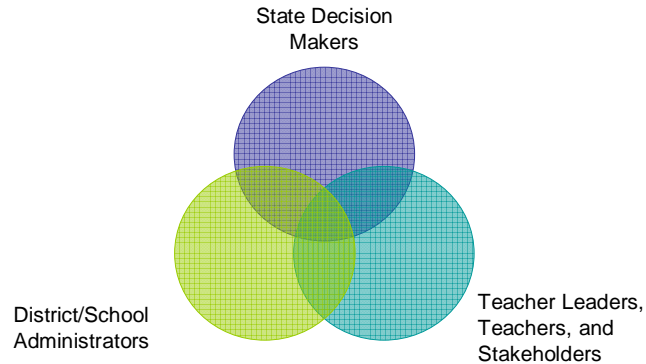 State Decision
Makers
District/School
Administrators
Teacher Leaders,
Teachers, and
Stakeholders